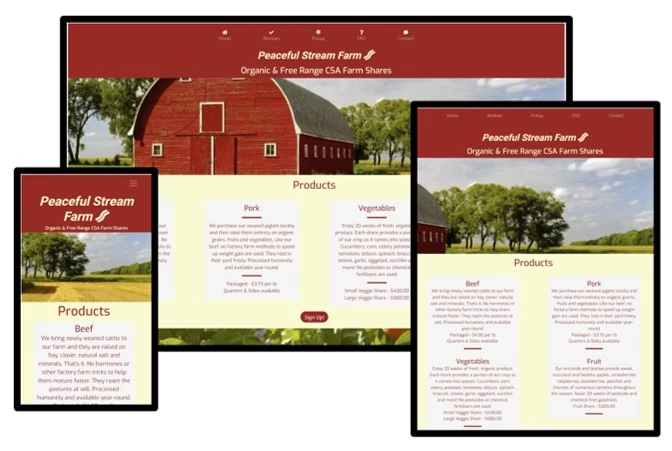 Home Reviews Pickup FAQ Contact
Peaceful Stream Farm
Organic & Free Range CSA Farm Shares
Products
Pork
We purchase our weaned piglets locally
and then raise them entirely on organic
grains, fruits and vegetables. Like our
beef, no factory farm methods to speed
up weight gain are used. They root in
their yard freely. Processed humanely
and available year-round.
Packaged - $3.75 per lb
Quarters & Sides available
Vegetables
Enjoy 20 weeks of fresh, organic
produce. Each share provides a
of our crop as it comes into
Cucumbers, corn, celery,
tomatoes, lettuce, spinach,
onions, garlic, eggplant, zucchini
more! No pesticides or chemical
fertilizers are used.
Small Veggie Share - $430.00
Large Veggie Share - $580.00
Sign Up!
Peaceful Stream
Farm
Organic & Free Range CSA Farm Shares
Products
Beef
We bring newly weaned cattle to
our farm and they are raised on
hay, clover, natural salt and
minerals. That's it. No hormones or
other factory farm tricks to help
them mature faster. They roam the
pastures at will. Processed
humanely and available year-round.
Home Reviews Pickup FAQ Contact
Peaceful Stream Farm
Organic & Free Range CSA Farm Shares
Products
Beef
We bring newly weaned cattle to our farm
and they are raised on hay, clover, natural
salt and minerals. That's it. No hormones or
other factory farm tricks to help them
mature faster. They roam the pastures at
will. Processed humanely and available
year-round.
Packaged - $4.50 per lb
Quarters & Sides available
Pork
We purchase our weaned piglets locally and
then raise them entirely on organic grains,
fruits and vegetables. Like our beef, no
factory farm methods to speed up weight
gain are used. They root in their yard freely.
Processed humanely and available year-
round.
Packaged - $3.75 per lb
Quarters & Sides available
Vegetables
Enjoy 20 weeks of fresh, organic produce.
Each share provides a portion of our crop as
it comes into season. Cucumbers, corn,
celery, potatoes, tomatoes, lettuce, spinach,
broccoli, onions, garlic, eggplant, zucchini
and more! No pesticides or chemical
fertilizers are used.
Small Veggie Share - $430.00
Large Veggie Share - $580.00
Fruit
Our orchards and bushes provide sweet,
succulent and healthy apples, strawberries,
raspberries, blackberries, peaches and
cherries of numerous varieties throughout
the season. Savor 20 weeks of pesticide and
chemical free goodness.